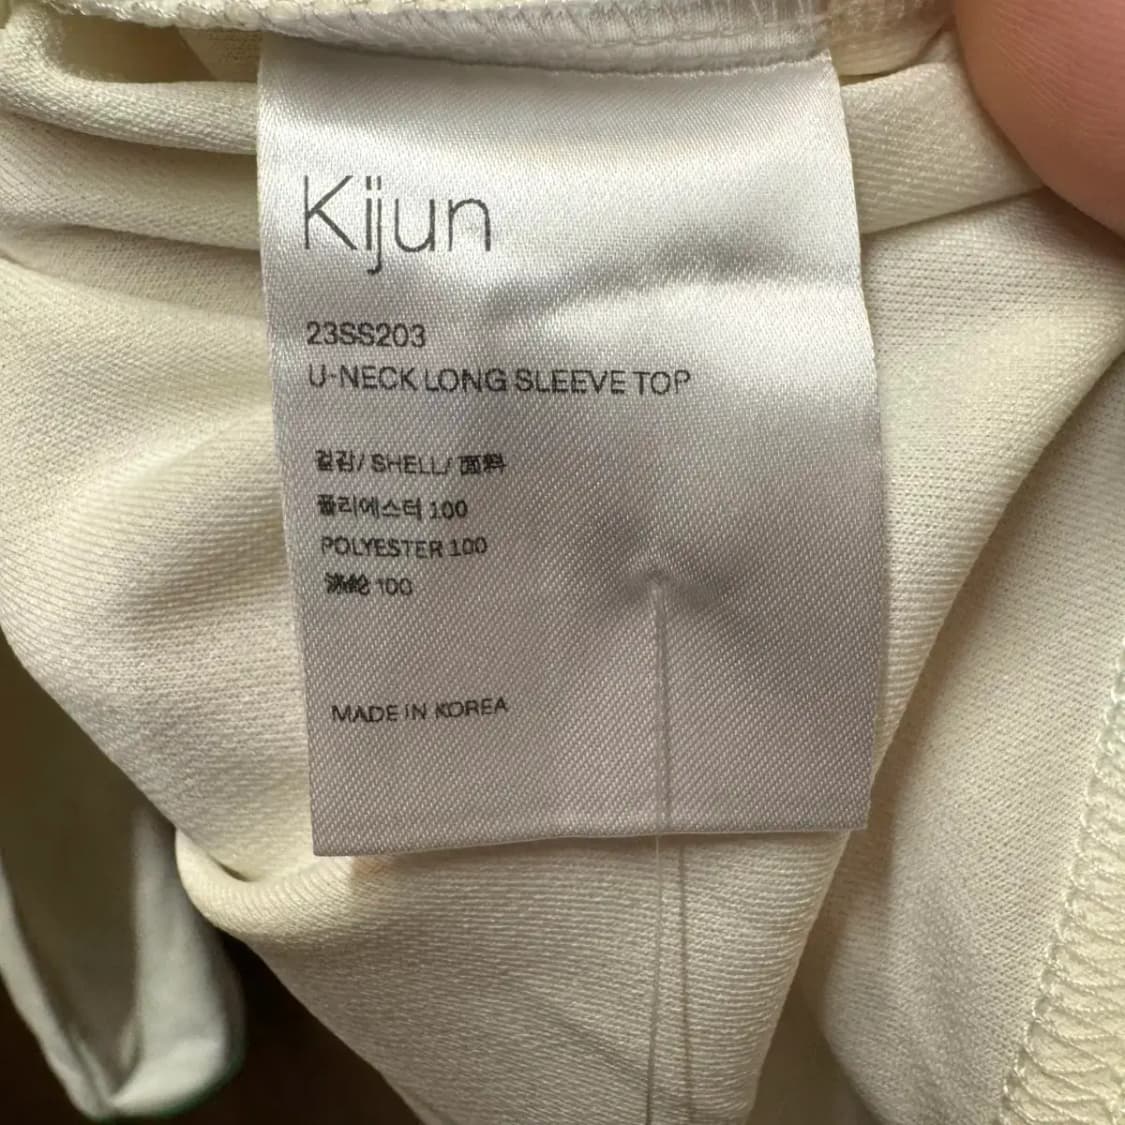 Kijun
23SS203
U-NECK LONG SLEEVE TOP
겉감/ SHELL/ 面料
폴리에스터 100
POLYESTER 100
涤纶 100
MADE IN KOREA